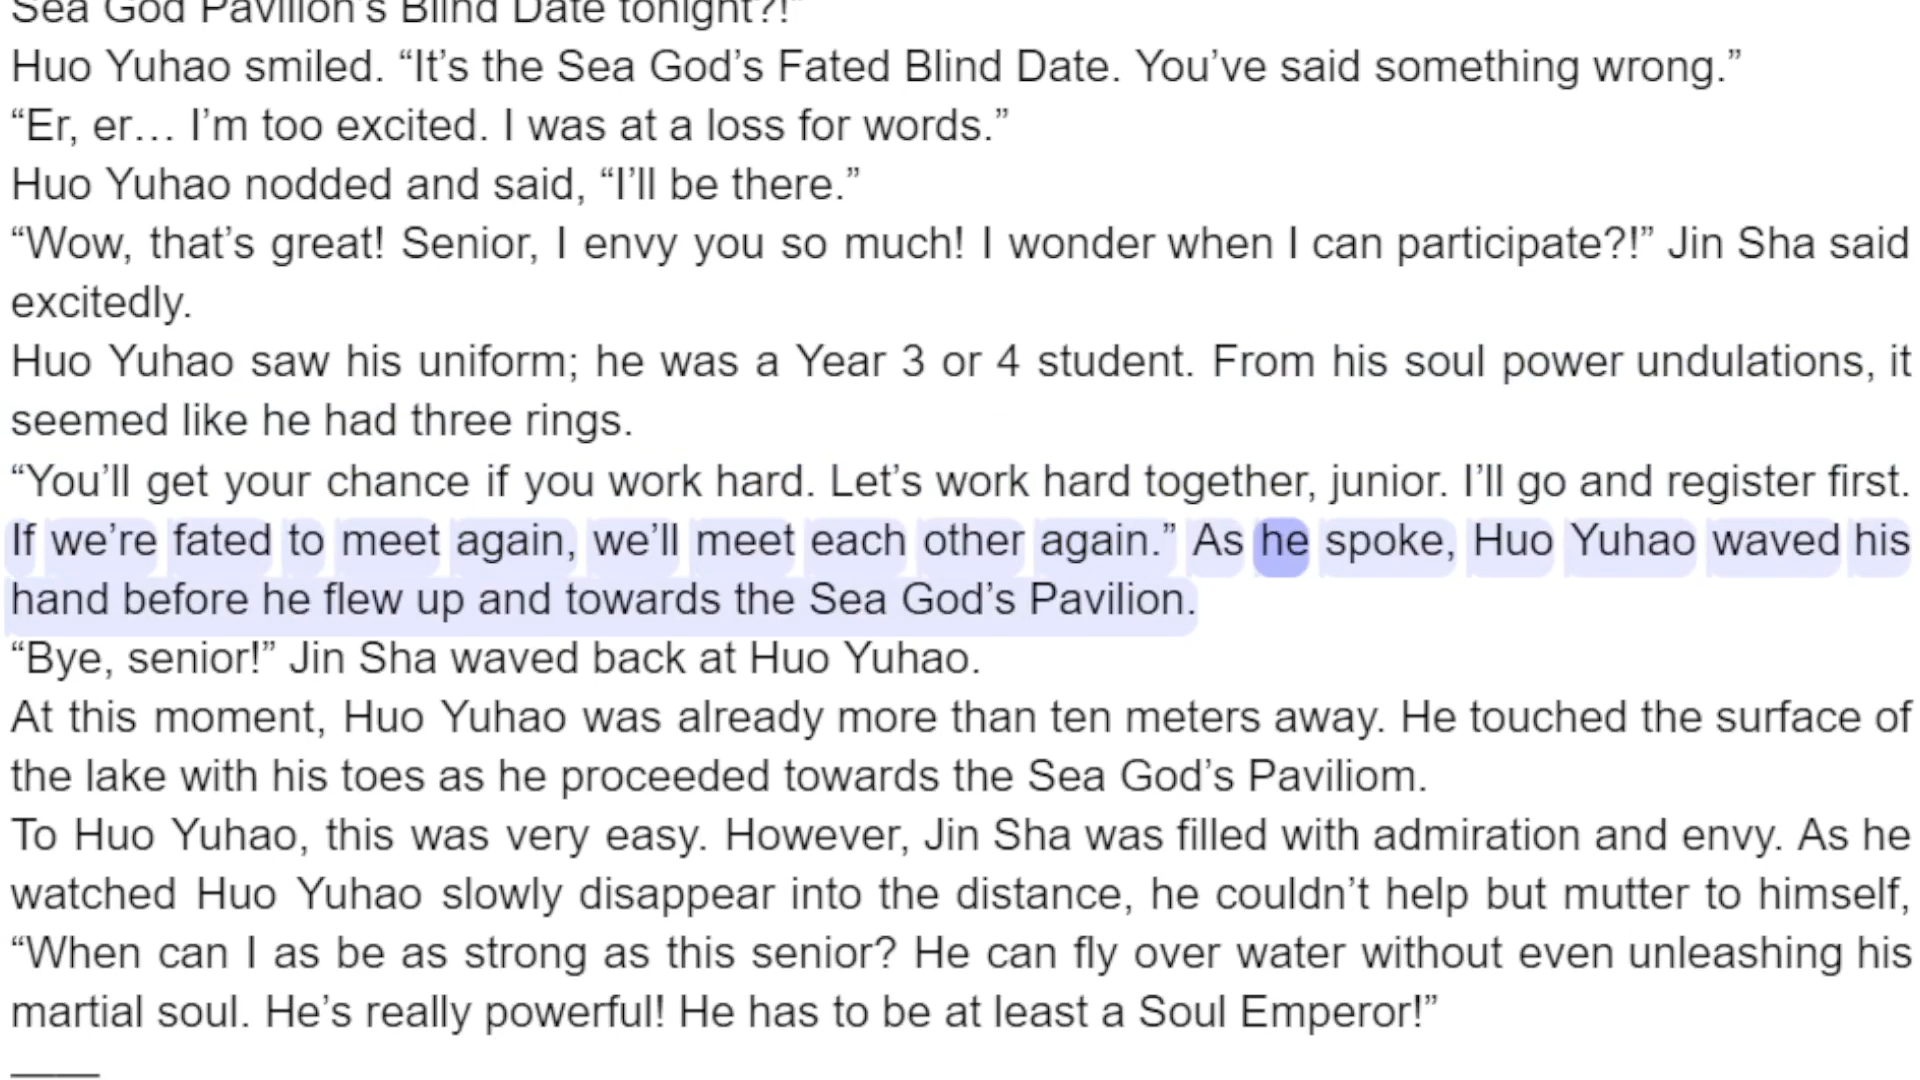 Sea God Pavilion's Blind Date tonight?!”
Huo Yuhao smiled. “It’s the Sea God’s Fated Blind Date. You’ve said something wrong.”
“Er, er… I’m too excited. I was at a loss for words.”
Huo Yuhao nodded and said, “I’ll be there.”
“Wow, that’s great! Senior, I envy you so much! I wonder when I can participate?!” Jin Sha said
excitedly.
Huo Yuhao saw his uniform; he was a Year 3 or 4 student. From his soul power undulations, it
seemed like he had three rings.
“You’ll get your chance if you work hard. Let’s work hard together, junior. I’ll go and register first.
If we’re fated to meet again, we’ll meet each other again.” As he spoke, Huo Yuhao waved his
hand before he flew up and towards the Sea God’s Pavilion.
“Bye, senior!” Jin Sha waved back at Huo Yuhao.
At this moment, Huo Yuhao was already more than ten meters away. He touched the surface of
the lake with his toes as he proceeded towards the Sea God’s Paviliom.
To Huo Yuhao, this was very easy. However, Jin Sha was filled with admiration and envy. As he
watched Huo Yuhao slowly disappear into the distance, he couldn’t help but mutter to himself,
“When can I as be as strong as this senior? He can fly over water without even unleashing his
martial soul. He’s really powerful! He has to be at least a Soul Emperor!”